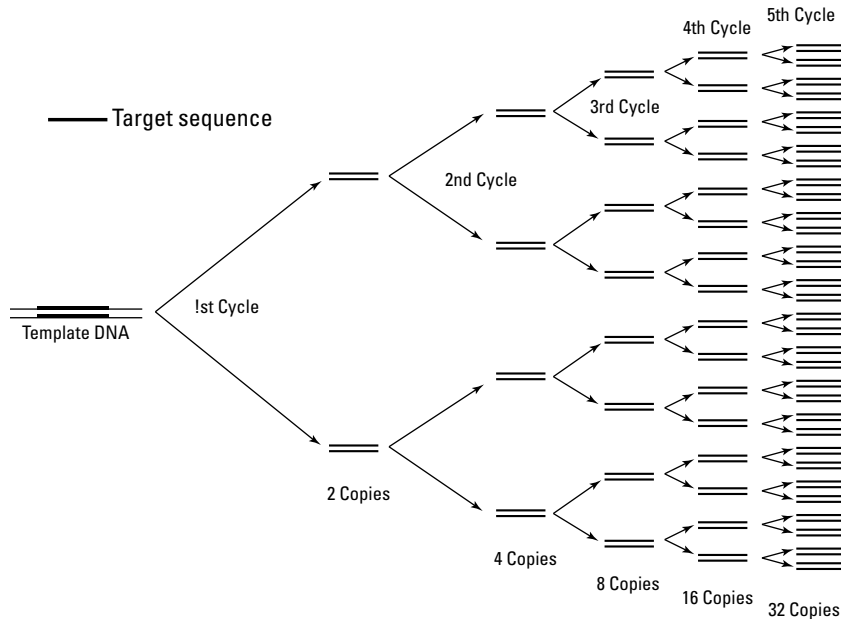 5th Cycle
4th Cycle
3rd Cycle
Target sequence
2nd Cycle
!st Cycle
Template DNA
2 Copies
4 Copies
8 Copies
16 Copies
32 Copies